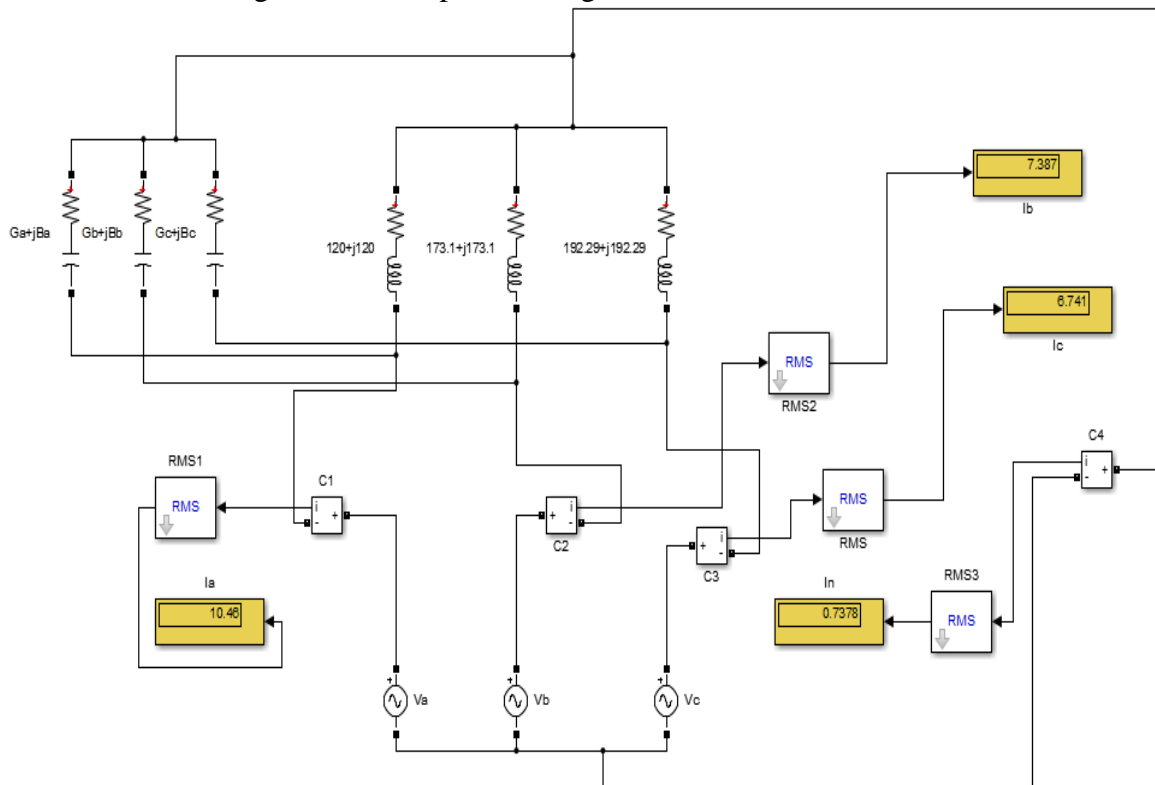 7.387
Ib
Ga+jBa
Gb+jBb
Gc+jBc
120+j120
173.1+j173.1
192.29+j192.29
6.741
Ic
RMS
RMS2
C4
i
-
+
RMS1
RMS
C1
i
-
+
+
i
-
C2
RMS
RMS
+
i
-
C3
RMS3
RMS
Ia
10.46
In
0.7378
+
Va
+
Vb
+
Vc